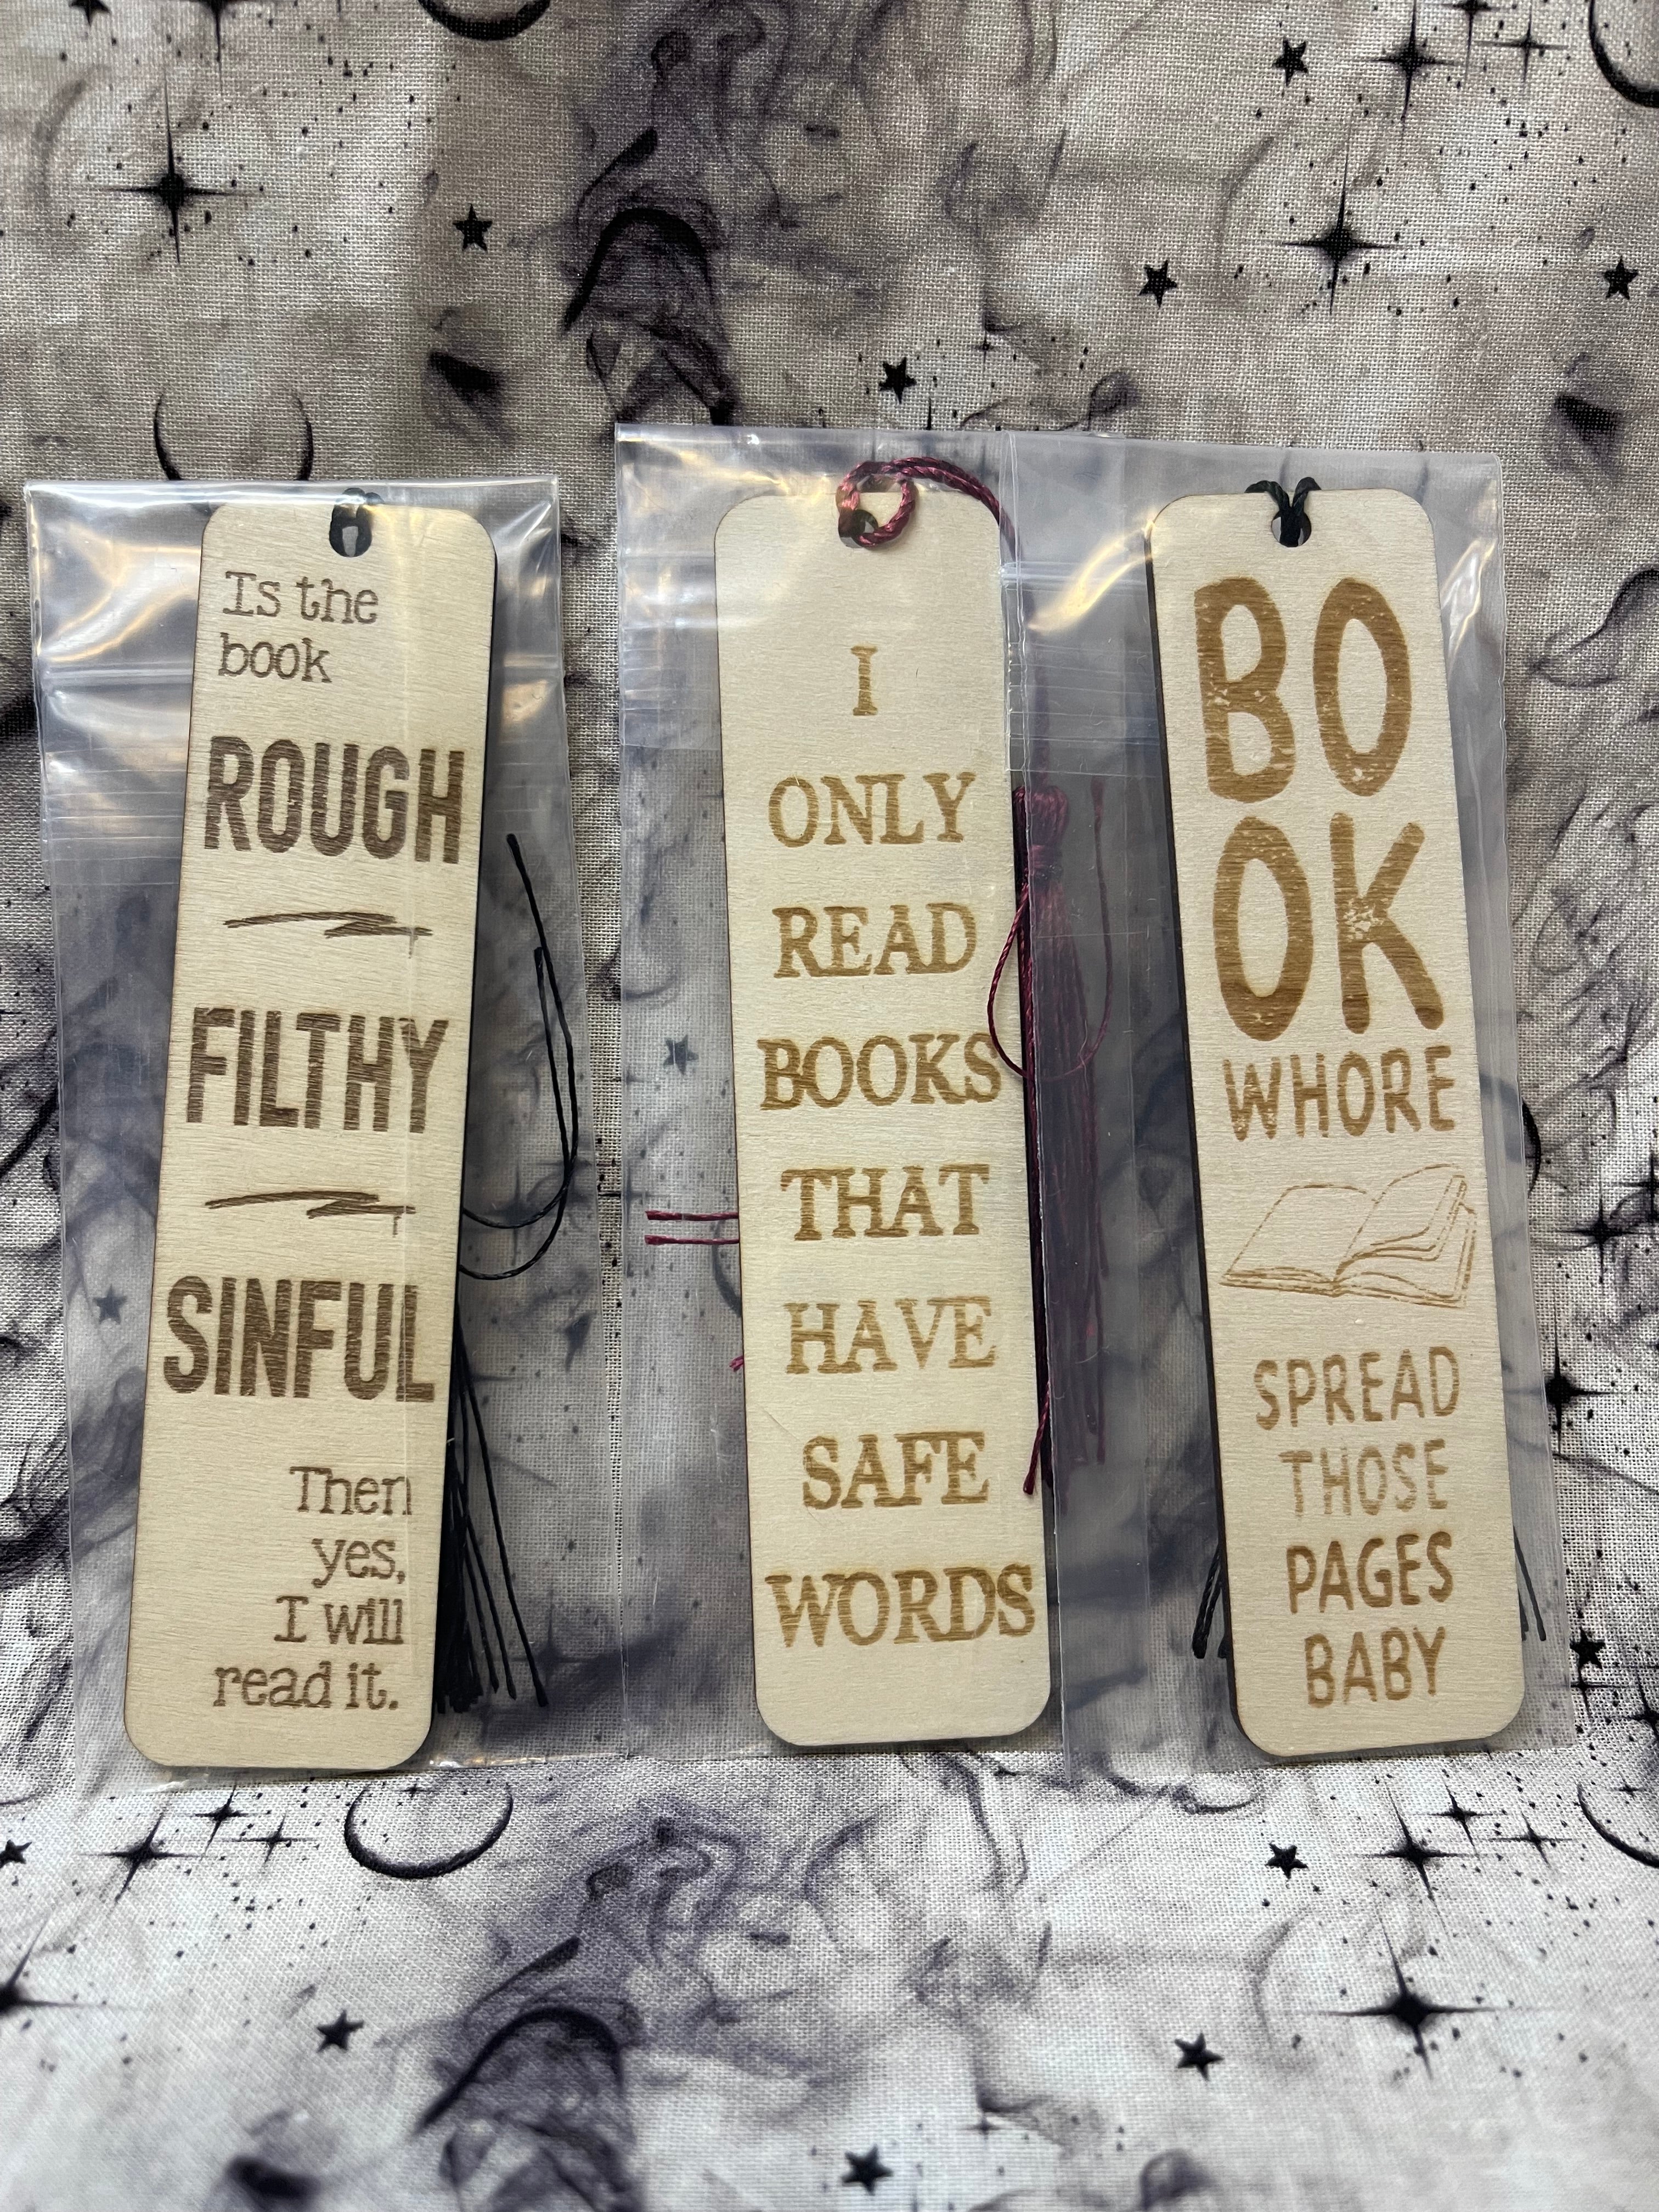 Is the
book
ROUGH
FILTHY
SINFUL
Then
yes,
I will
read it.
I
ONLY
READ
BOOKS
THAT
HAVE
SAFE
WORDS
BO
OK
WHORE
SPREAD
THOSE
PAGES
BABY